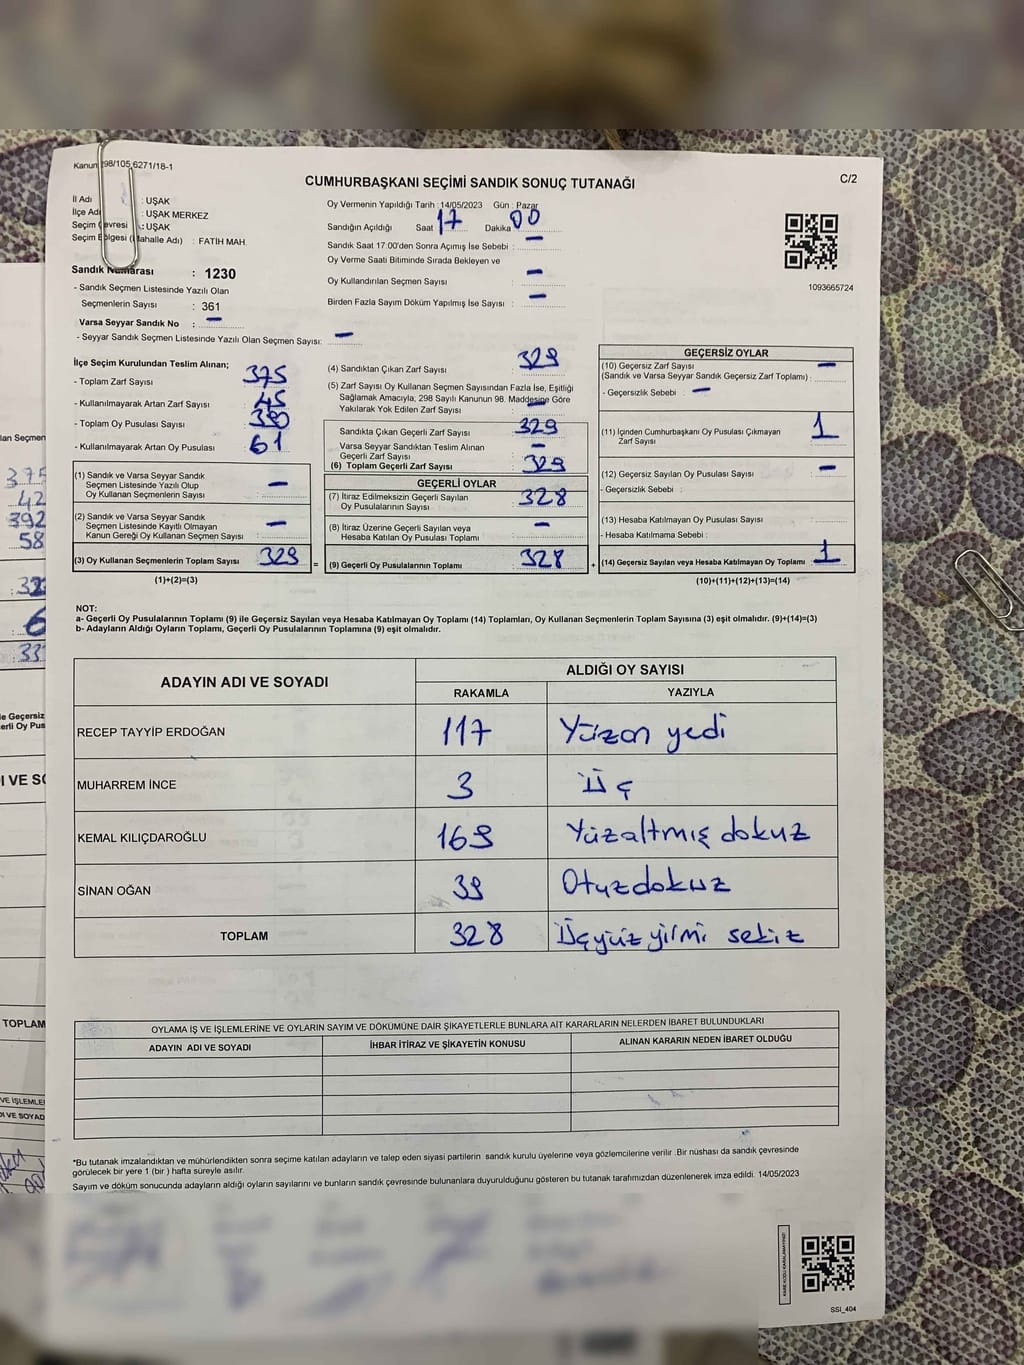 Kanun 298/105,6271/18-1
C/2
CUMHURBAŞKANI SEÇİMİ SANDIK SONUÇ TUTANAĞI
İl Adı : UŞAK
İlçe Adı : UŞAK MERKEZ
Seçim Çevresi : UŞAK
Seçim Bölgesi (Mahalle Adı) : FATİH MAH.
Sandık Numarası : 1230
- Sandık Seçmen Listesinde Yazılı Olan
Seçmenlerin Sayısı : 361
Varsa Seyyar Sandık No : —
- Seyyar Sandık Seçmen Listesinde Yazılı Olan Seçmen Sayısı: —
Oy Vermenin Yapıldığı Tarih : 14/05/2023 Gün : Pazar
Sandığın Açıldığı Saat 17 Dakika 00
Sandık Saat 17.00'den Sonra Açımış İse Sebebi : —
Oy Verme Saati Bitiminde Sırada Bekleyen ve
Oy Kullandırılan Seçmen Sayısı : —
Birden Fazla Sayım Döküm Yapılmış İse Sayısı : —
1093665724
İlçe Seçim Kurulundan Teslim Alınan;
- Toplam Zarf Sayısı 375
- Kullanılmayarak Artan Zarf Sayısı 45
- Toplam Oy Pusulası Sayısı 390
- Kullanılmayarak Artan Oy Pusulası 61
(1) Sandık ve Varsa Seyyar Sandık
Seçmen Listesinde Yazılı Olup
Oy Kullanan Seçmenlerin Sayısı : —
(2) Sandık ve Varsa Seyyar Sandık
Seçmen Listesinde Kayıtlı Olmayan
Kanun Gereği Oy Kullanan Seçmen Sayısı : —
(3) Oy Kullanan Seçmenlerin Toplam Sayısı : 329
(1)+(2)=(3)
(4) Sandıktan Çıkan Zarf Sayısı : 329
(5) Zarf Sayısı Oy Kullanan Seçmen Sayısından Fazla İse, Eşitliği
Sağlamak Amacıyla, 298 Sayılı Kanunun 98. Maddesine Göre
Yakılarak Yok Edilen Zarf Sayısı : —
Sandıkta Çıkan Geçerli Zarf Sayısı : 329
Varsa Seyyar Sandıktan Teslim Alınan
Geçerli Zarf Sayısı : —
(6) Toplam Geçerli Zarf Sayısı : 329
GEÇERLİ OYLAR
(7) İtiraz Edilmeksizin Geçerli Sayılan
Oy Pusulalarının Sayısı : 328
(8) İtiraz Üzerine Geçerli Sayılan veya
Hesaba Katılan Oy Pusulası Toplamı : —
= (9) Geçerli Oy Pusulalarının Toplamı : 328 +
GEÇERSİZ OYLAR
(10) Geçersiz Zarf Sayısı —
(Sandık ve Varsa Seyyar Sandık Geçersiz Zarf Toplamı) :
- Geçersizlik Sebebi : —
(11) İçinden Cumhurbaşkanı Oy Pusulası Çıkmayan
Zarf Sayısı : 1
(12) Geçersiz Sayılan Oy Pusulası Sayısı : —
- Geçersizlik Sebebi :
(13) Hesaba Katılmayan Oy Pusulası Sayısı :
- Hesaba Katılmama Sebebi :
(14) Geçersiz Sayılan veya Hesaba Katılmayan Oy Toplamı : 1
(10)+(11)+(12)+(13)=(14)
NOT:
a- Geçerli Oy Pusulalarının Toplamı (9) ile Geçersiz Sayılan veya Hesaba Katılmayan Oy Toplamı (14) Toplamları, Oy Kullanan Seçmenlerin Toplam Sayısına (3) eşit olmalıdır. (9)+(14)=(3)
b- Adayların Aldığı Oyların Toplamı, Geçerli Oy Pusulalarının Toplamına (9) eşit olmalıdır.
ADAYIN ADI VE SOYADI
ALDIĞI OY SAYISI
RAKAMLA YAZIYLA
RECEP TAYYİP ERDOĞAN 117 Yüzon yedi
MUHARREM İNCE 3 Üç
KEMAL KILIÇDAROĞLU 169 Yüzaltmış dokuz
SİNAN OĞAN 39 Otuzdokuz
TOPLAM 328 Üçyüz yirmi sekiz
OYLAMA İŞ VE İŞLEMLERİNE VE OYLARIN SAYIM VE DÖKÜMÜNE DAİR ŞİKAYETLERLE BUNLARA AİT KARARLARIN NELERDEN İBARET BULUNDUKLARI
ADAYIN ADI VE SOYADI İHBAR İTİRAZ VE ŞİKAYETİN KONUSU ALINAN KARARIN NEDEN İBARET OLDUĞU
*Bu tutanak imzalandıktan ve mühürlendikten sonra seçime katılan adayların ve talep eden siyasi partilerin sandık kurulu üyelerine veya gözlemcilerine verilir .Bir nüshası da sandık çevresinde
görülecek bir yere 1 (bir ) hafta süreyle asılır.
Sayım ve döküm sonucunda adayların aldığı oyların sayılarını ve bunların sandık çevresinde bulunanlara duyurulduğunu gösteren bu tutanak tarafımızdan düzenlenerek imza edildi. 14/05/2023
SSI_404
lan Seçmen
375
42
392
58
6
le Geçersiz
erli Oy Pus
I VE SO
TOPLAM
VE İŞLEMLE
I VE SOYAD